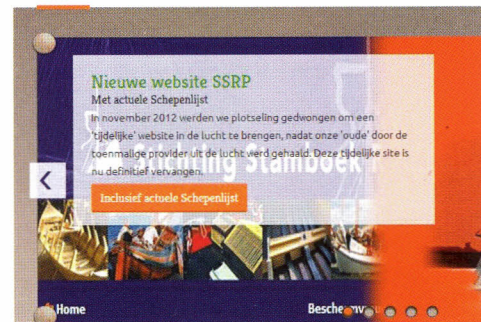 Nieuwe website SSRP
Met actuele Schepenlijst
In november 2012 werden we plotseling gedwongen om een
'tijdelijke' website in de lucht te brengen, nadat onze 'oude' door de
toenmalige provider uit de lucht werd gehaald. Deze tijdelijke site is
nu definitief vervangen.
Stichting Stamboek
Inclusief actuele Schepenlijst
Home